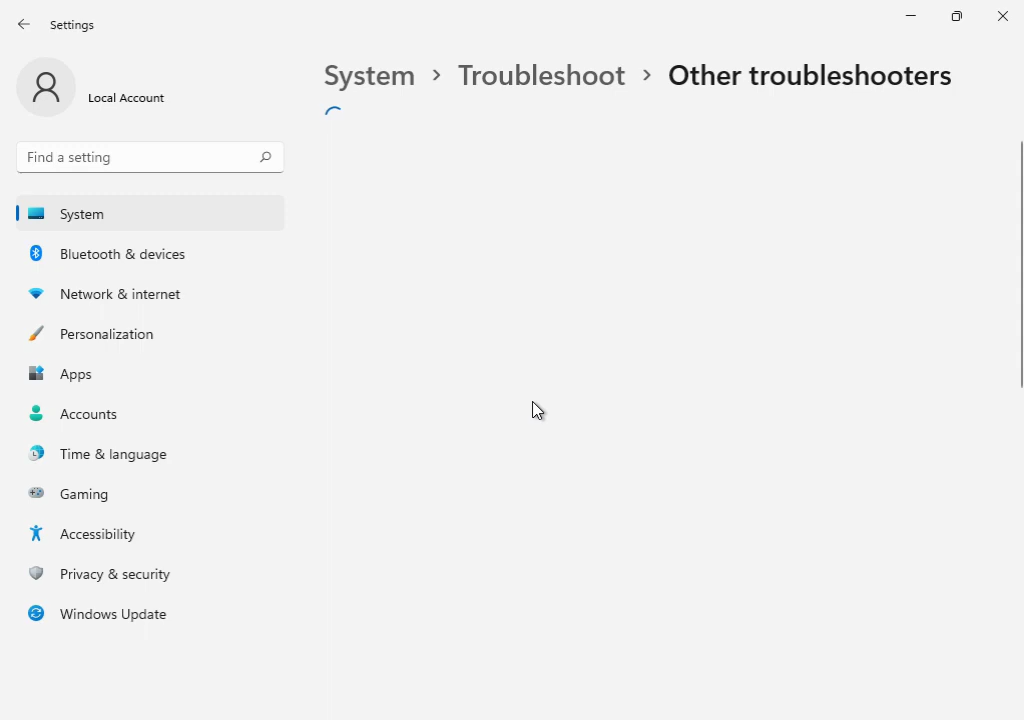 Settings
Local Account
Find a setting
System
Bluetooth & devices
Network & internet
Personalization
Apps
Accounts
Time & language
Gaming
Accessibility
Privacy & security
Windows Update
System › Troubleshoot › Other troubleshooters